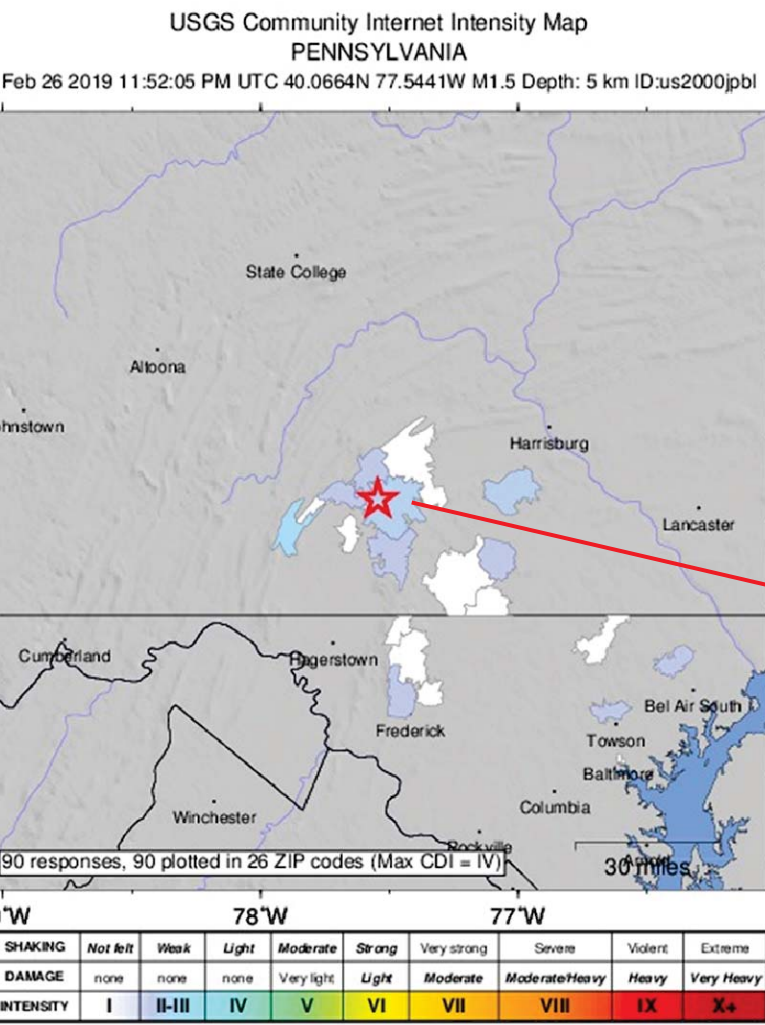 USGS Community Internet Intensity Map
PENNSYLVANIA
Feb 26 2019 11:52:05 PM UTC 40.0664N 77.5441W M1.5 Depth: 5 km ID:us2000jpbl
State College
Altoona
hnstown
Harrisburg
Lancaster
Cumberland
Hagerstown
Bel Air South
Frederick
Towson
Baltimore
Columbia
Winchester
Rockville
90 responses, 90 plotted in 26 ZIP codes (Max CDI = IV)
Arnold
30 miles
°W 78°W 77°W
SHAKING Not felt Weak Light Moderate Strong Very strong Severe Violent Extreme
DAMAGE none none none Very light Light Moderate Moderate/Heavy Heavy Very Heavy
INTENSITY I II-III IV V VI VII VIII IX X+